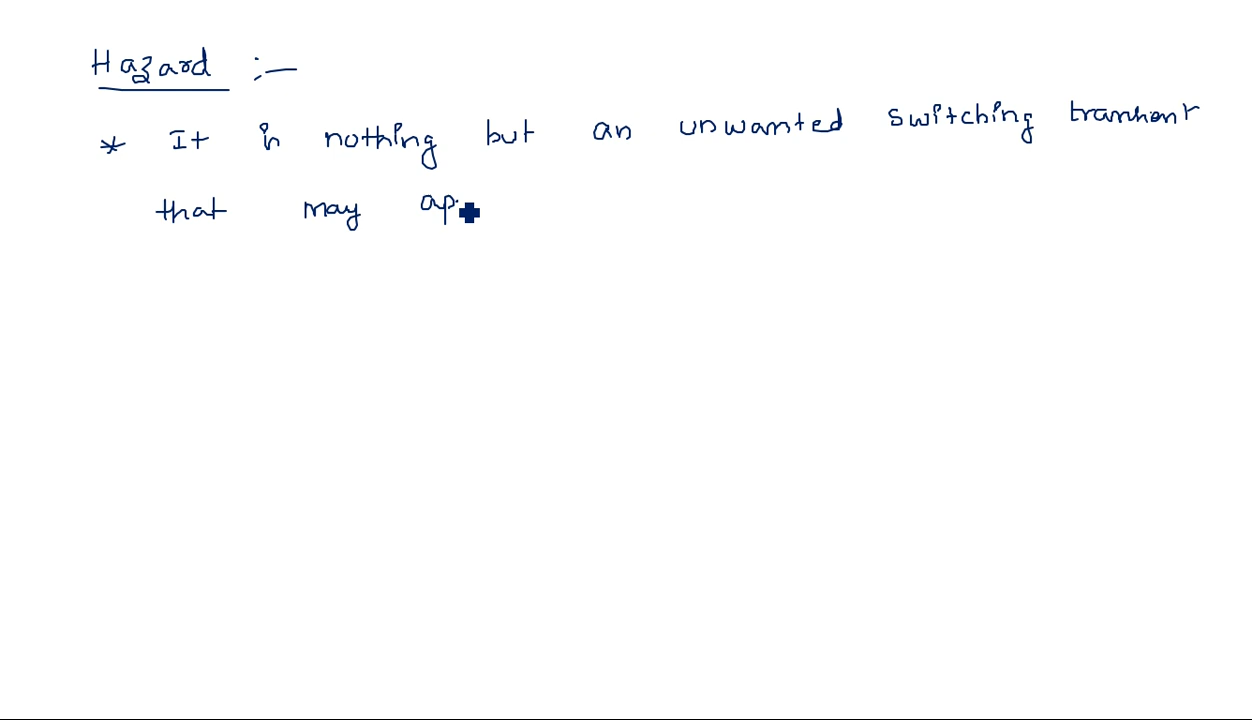 Hazard :-
* It is nothing but an unwanted switching transient
that may ap